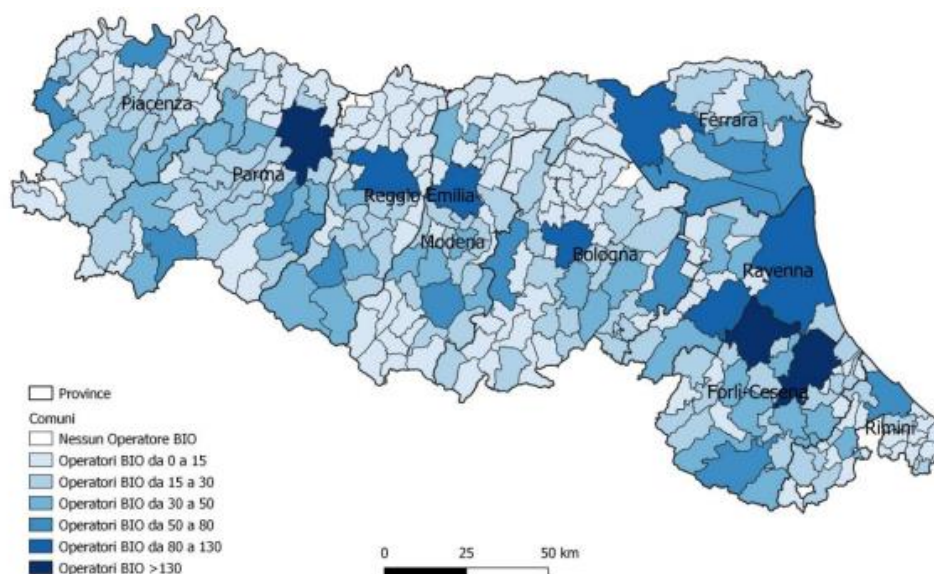 Piacenza
Ferrara
Parma
Reggio Emilia
Modena
Bologna
Ravenna
Forlì-Cesena
Rimini
Province
Comuni
Nessun Operatore BIO
Operatori BIO da 0 a 15
Operatori BIO da 15 a 30
Operatori BIO da 30 a 50
Operatori BIO da 50 a 80
Operatori BIO da 80 a 130
Operatori BIO >130
0 25 50 km